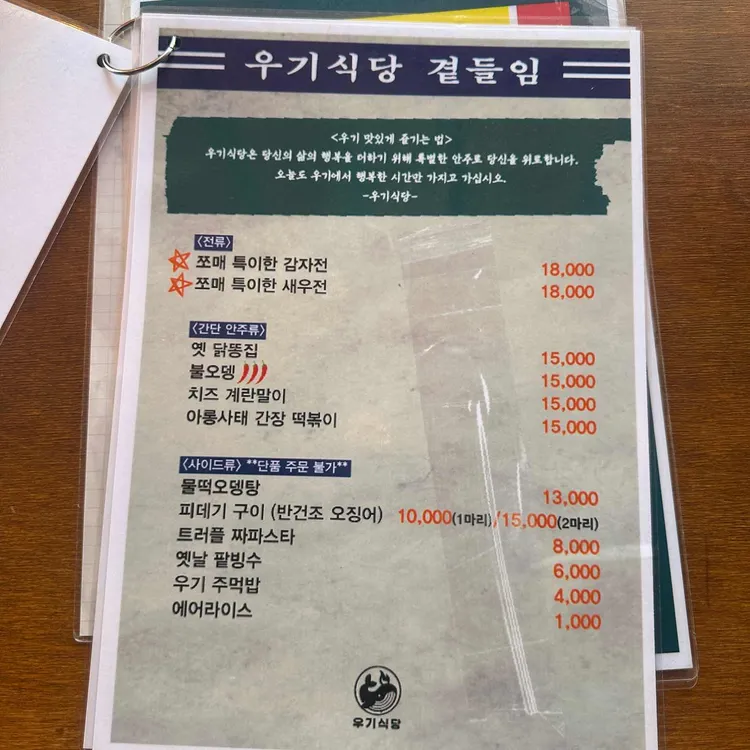 우기식당 곁들임
<우기 맛있게 즐기는 법>
우기식당은 당신의 삶의 행복을 더하기 위해 특별한 안주로 당신을 위로합니다.
오늘도 우기에서 행복한 시간만 가지고 가십시오.
-우기식당-
<전류>
쪼매 특이한 감자전 18,000
쪼매 특이한 새우전 18,000
<간단 안주류>
옛 닭똥집 15,000
불오뎅 15,000
치즈 계란말이 15,000
아롱사태 간장 떡볶이 15,000
<사이드류> **단품 주문 불가**
물떡오뎅탕 13,000
피데기 구이 (반건조 오징어) 10,000(1마리)/15,000(2마리)
트러플 짜파스타 8,000
옛날 팥빙수 6,000
우기 주먹밥 4,000
에어라이스 1,000
우기식당